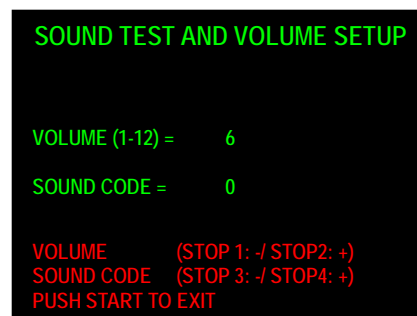 SOUND TEST AND VOLUME SETUP
VOLUME (1-12) = 6
SOUND CODE = 0
VOLUME (STOP 1: -/ STOP2: +)
SOUND CODE (STOP 3: -/ STOP4: +)
PUSH START TO EXIT